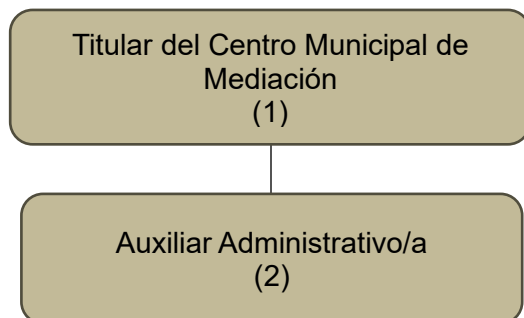 Titular del Centro Municipal de
Mediación
(1)
Auxiliar Administrativo/a
(2)